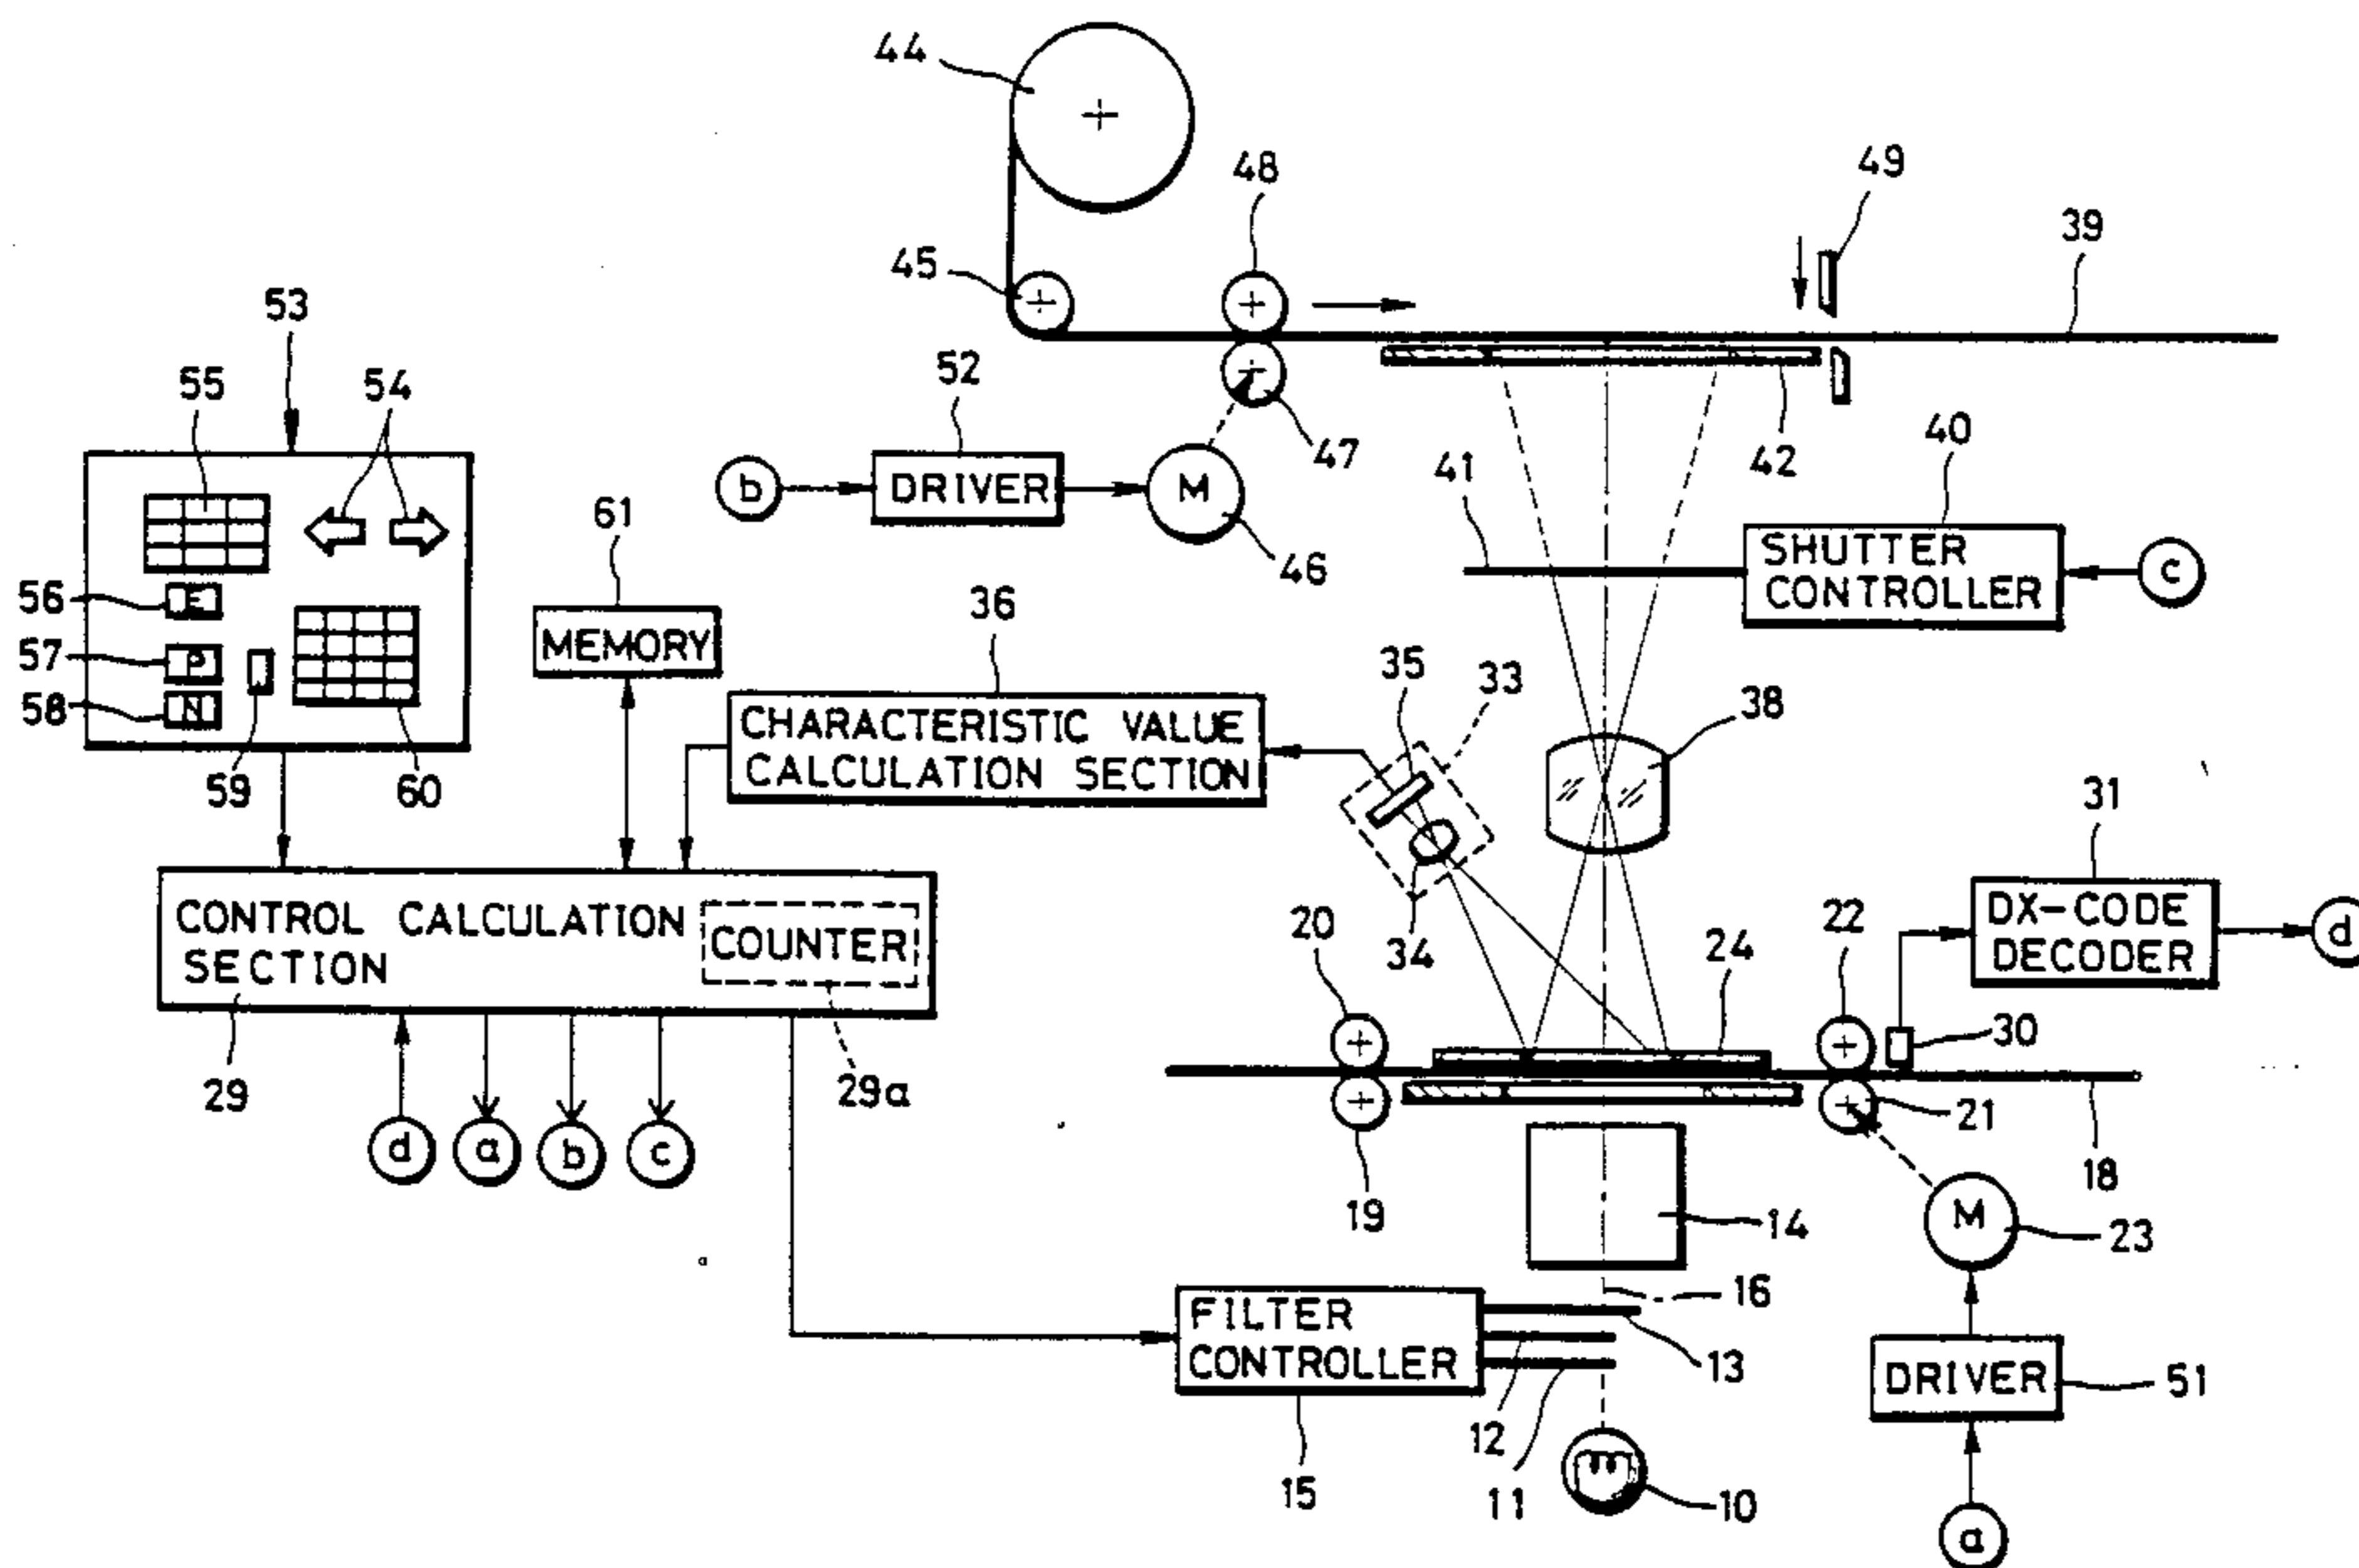 44
48
49
39
45
53
52
55
54
40
47
41
42
b
DRIVER
M
SHUTTER
CONTROLLER
c
61
46
36
56
E
35
33
57
P
MEMORY
58
N
38
CHARACTERISTIC VALUE
CALCULATION SECTION
59
60
31
34
20
24
22
DX-CODE
DECODER
d
CONTROL CALCULATION
SECTION
COUNTER
30
29
29a
21
d
a
b
c
18
19
14
M
23
16
FILTER
CONTROLLER
13
DRIVER
51
12
11
15
10
a